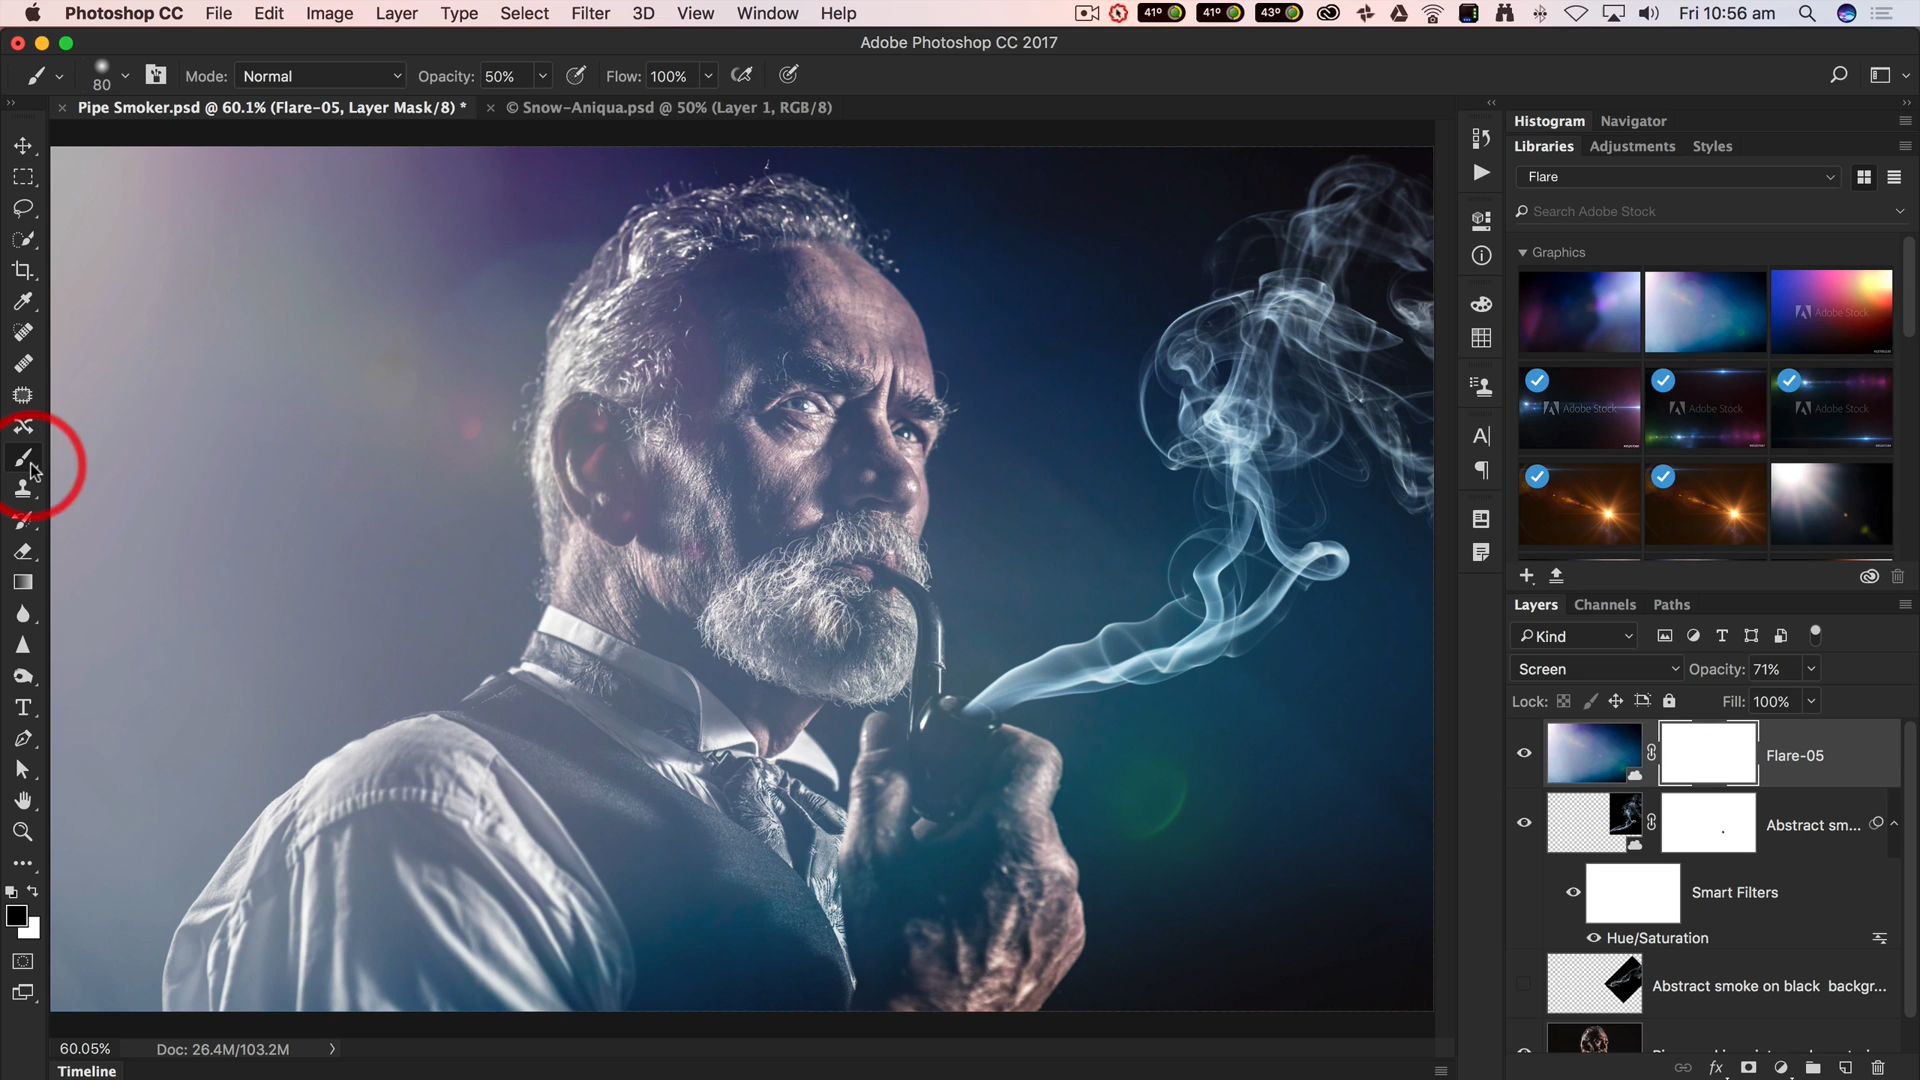 Photoshop CC File Edit Image Layer Type Select Filter 3D View Window Help 41° 41° 43° Fri 10:56 am
Adobe Photoshop CC 2017
80 Mode: Normal Opacity: 50% Flow: 100%
Pipe Smoker.psd @ 60.1% (Flare-05, Layer Mask/8) * © Snow-Aniqua.psd @ 50% (Layer 1, RGB/8)
Histogram Navigator
Libraries Adjustments Styles
Flare
Search Adobe Stock
Graphics
Adobe Stock
Adobe Stock Adobe Stock Adobe Stock
Layers Channels Paths
Kind
Screen Opacity: 71%
Lock: Fill: 100%
Flare-05
Abstract sm...
Smart Filters
Hue/Saturation
Abstract smoke on black backgr...
60.05% Doc: 26.4M/103.2M
Timeline